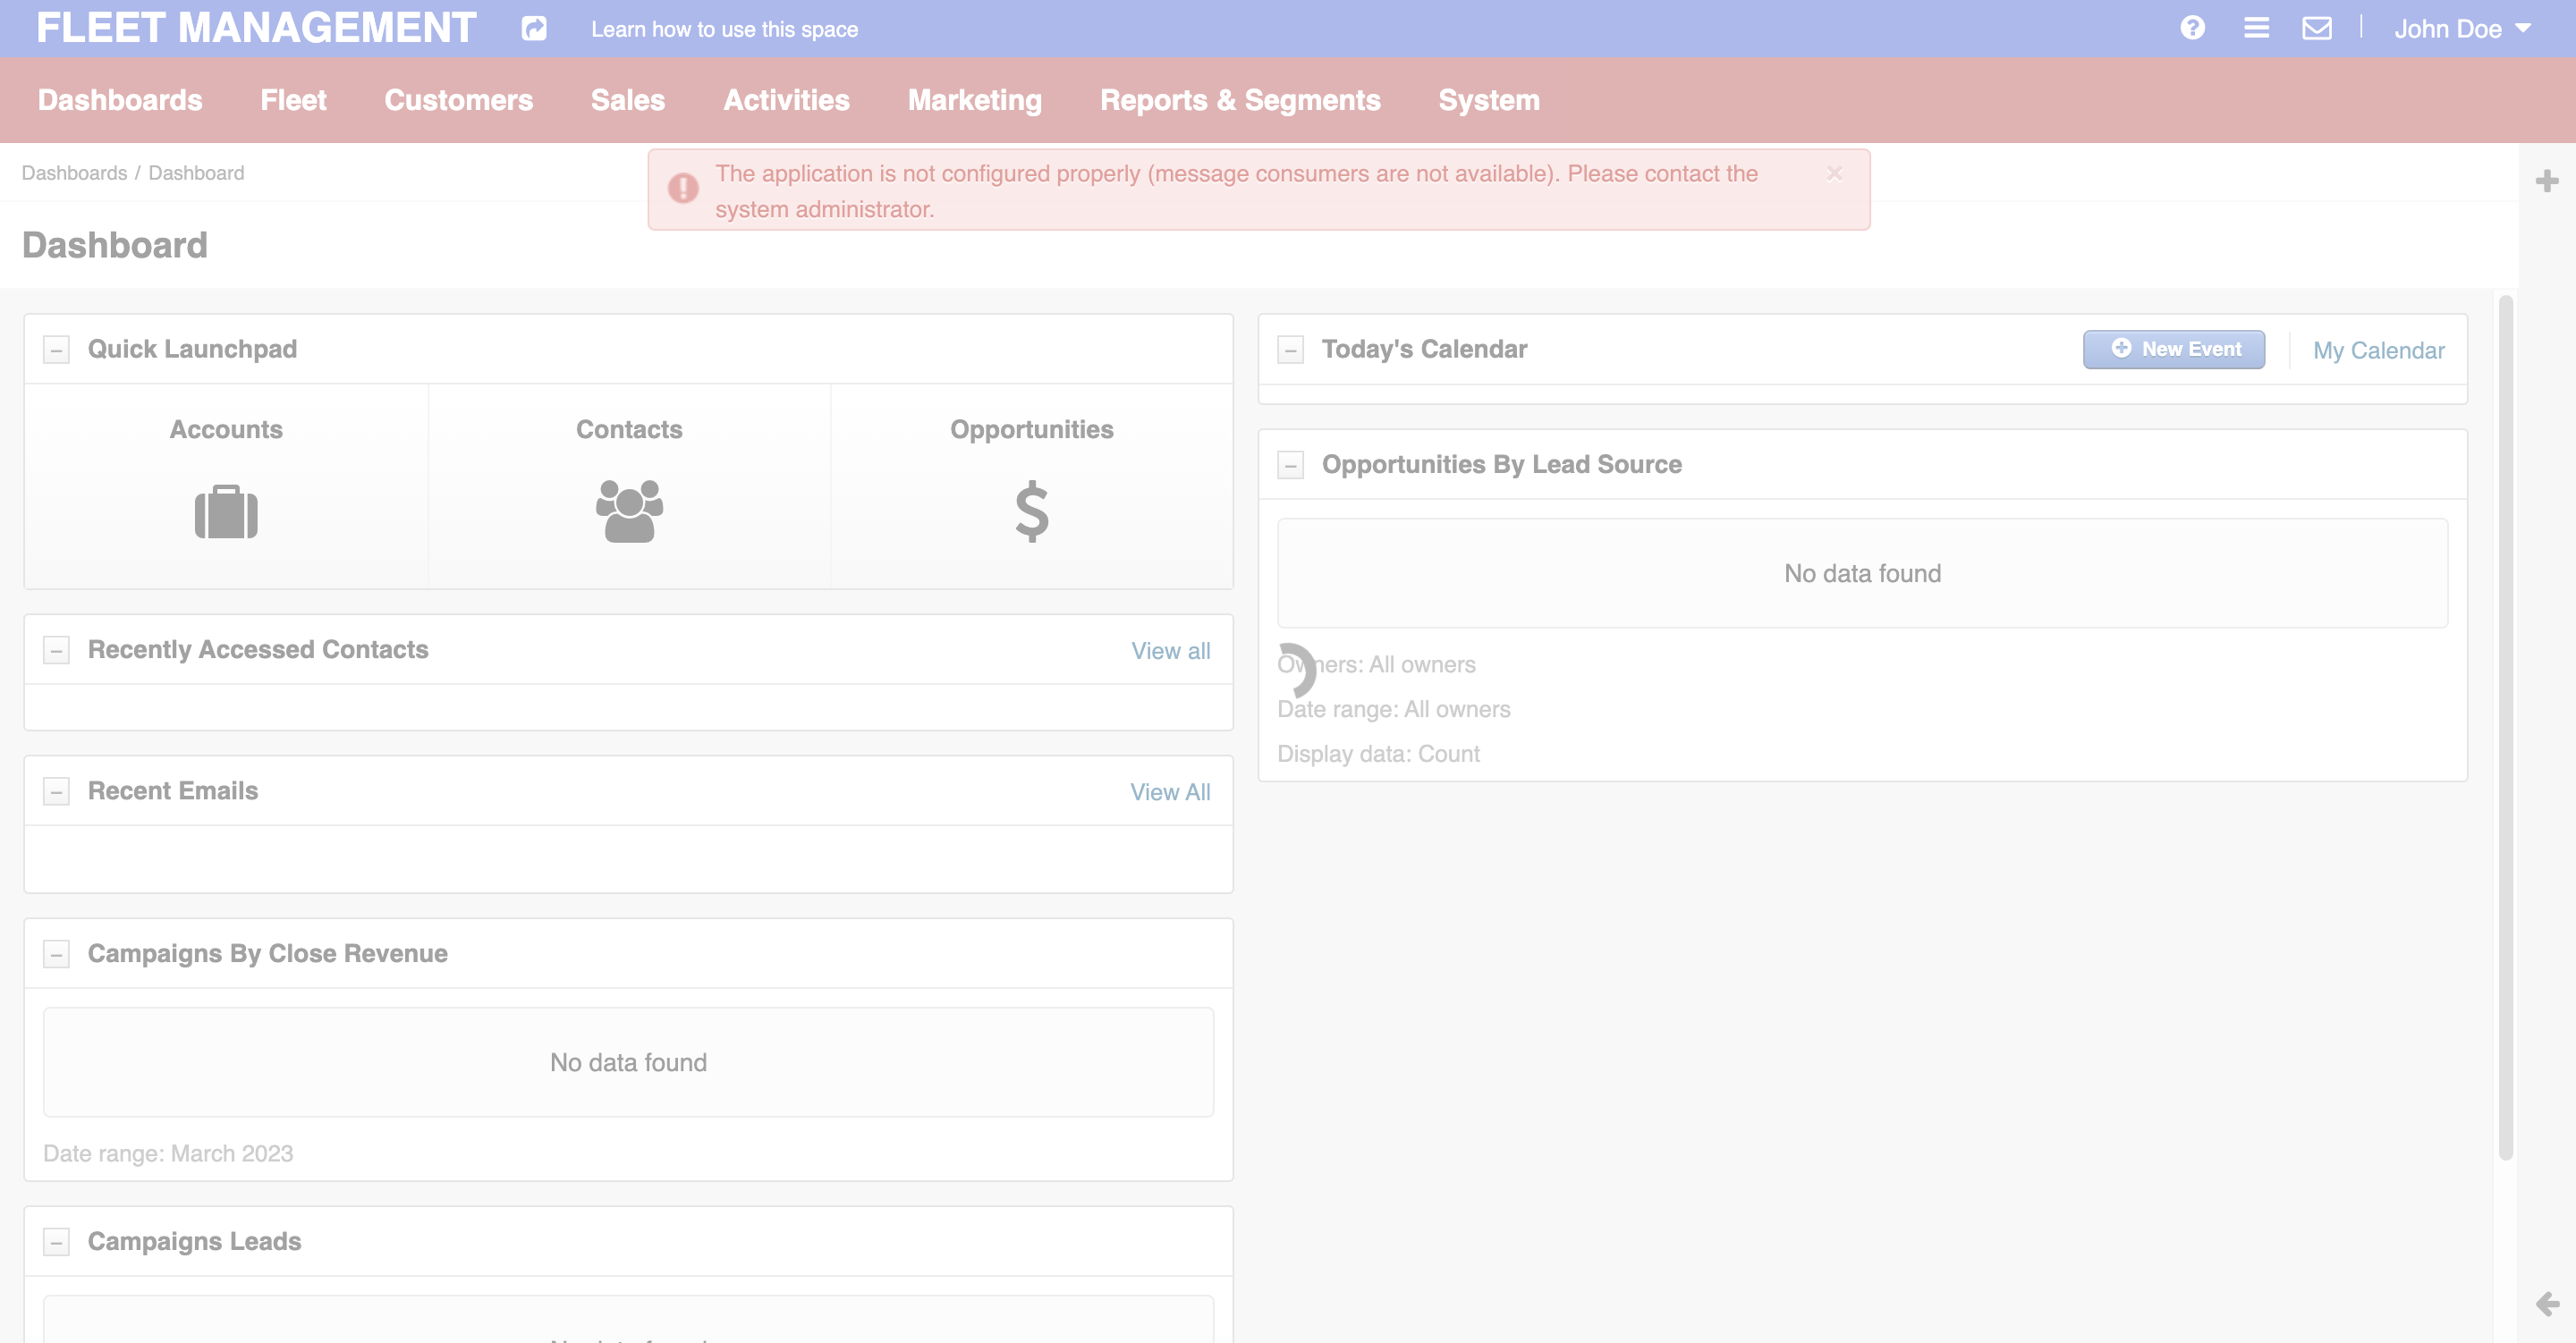 FLEET MANAGEMENT
Learn how to use this space
John Doe
Dashboards
Fleet
Customers
Sales
Activities
Marketing
Reports & Segments
System
Dashboards / Dashboard
The application is not configured properly (message consumers are not available). Please contact the
system administrator.
Dashboard
Quick Launchpad
Accounts
Contacts
Opportunities
Recently Accessed Contacts
View all
Recent Emails
View All
Campaigns By Close Revenue
No data found
Date range: March 2023
Campaigns Leads
Today's Calendar
New Event
My Calendar
Opportunities By Lead Source
No data found
Owners: All owners
Date range: All owners
Display data: Count